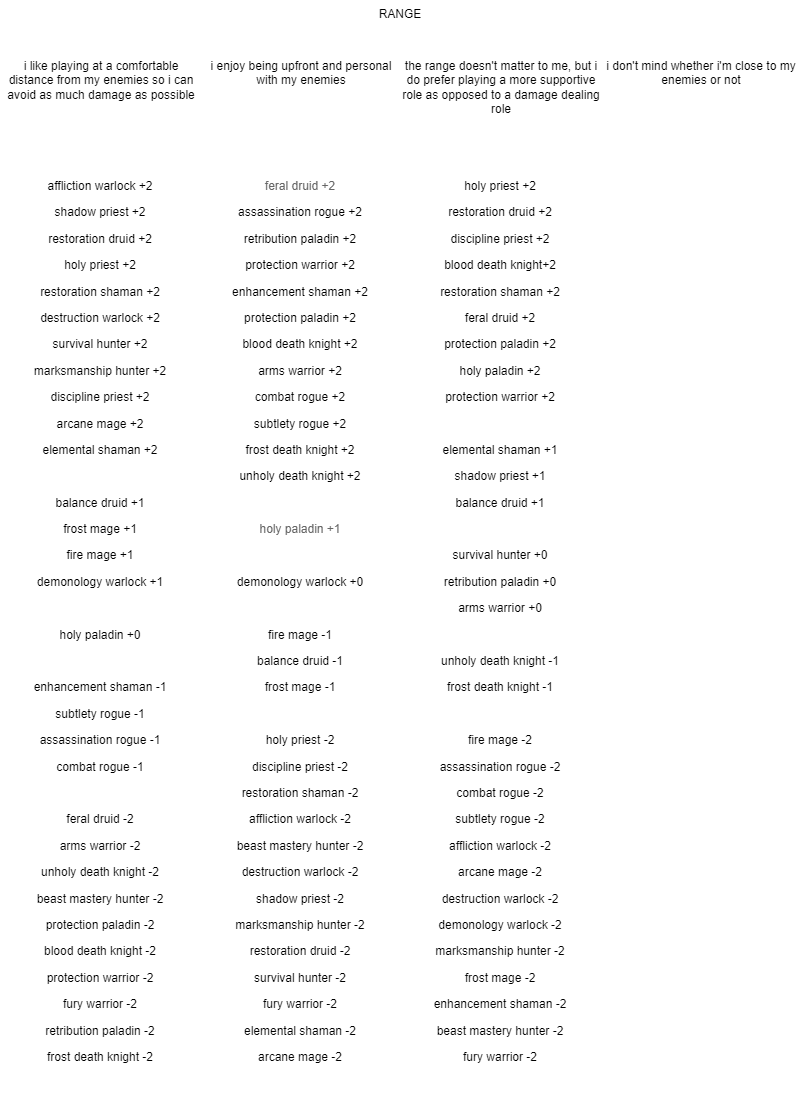 RANGE
i like playing at a comfortable
distance from my enemies so i can
avoid as much damage as possible
i enjoy being upfront and personal
with my enemies
the range doesn't matter to me, but i
do prefer playing a more supportive
role as opposed to a damage dealing
role
i don't mind whether i'm close to my
enemies or not
affliction warlock +2
shadow priest +2
restoration druid +2
holy priest +2
restoration shaman +2
destruction warlock +2
survival hunter +2
marksmanship hunter +2
discipline priest +2
arcane mage +2
elemental shaman +2
balance druid +1
frost mage +1
fire mage +1
demonology warlock +1
holy paladin +0
enhancement shaman -1
subtlety rogue -1
assassination rogue -1
combat rogue -1
feral druid -2
arms warrior -2
unholy death knight -2
beast mastery hunter -2
protection paladin -2
blood death knight -2
protection warrior -2
fury warrior -2
retribution paladin -2
frost death knight -2
feral druid +2
assassination rogue +2
retribution paladin +2
protection warrior +2
enhancement shaman +2
protection paladin +2
blood death knight +2
arms warrior +2
combat rogue +2
subtlety rogue +2
frost death knight +2
unholy death knight +2
holy paladin +1
demonology warlock +0
fire mage -1
balance druid -1
frost mage -1
holy priest -2
discipline priest -2
restoration shaman -2
affliction warlock -2
beast mastery hunter -2
destruction warlock -2
shadow priest -2
marksmanship hunter -2
restoration druid -2
survival hunter -2
fury warrior -2
elemental shaman -2
arcane mage -2
holy priest +2
restoration druid +2
discipline priest +2
blood death knight+2
restoration shaman +2
feral druid +2
protection paladin +2
holy paladin +2
protection warrior +2
elemental shaman +1
shadow priest +1
balance druid +1
survival hunter +0
retribution paladin +0
arms warrior +0
unholy death knight -1
frost death knight -1
fire mage -2
assassination rogue -2
combat rogue -2
subtlety rogue -2
affliction warlock -2
arcane mage -2
destruction warlock -2
demonology warlock -2
marksmanship hunter -2
frost mage -2
enhancement shaman -2
beast mastery hunter -2
fury warrior -2